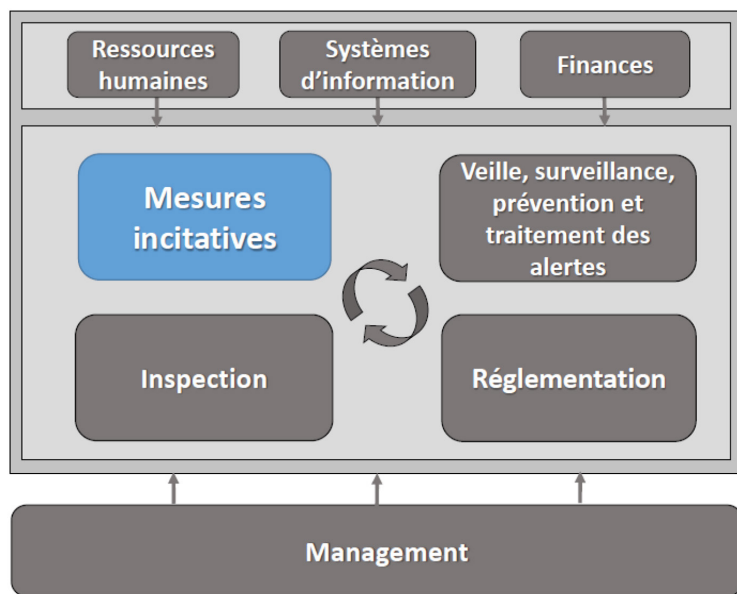 Ressources
humaines
Systèmes
d'information
Finances
Mesures
incitatives
Veille, surveillance,
prévention et
traitement des
alertes
Inspection
Réglementation
Management